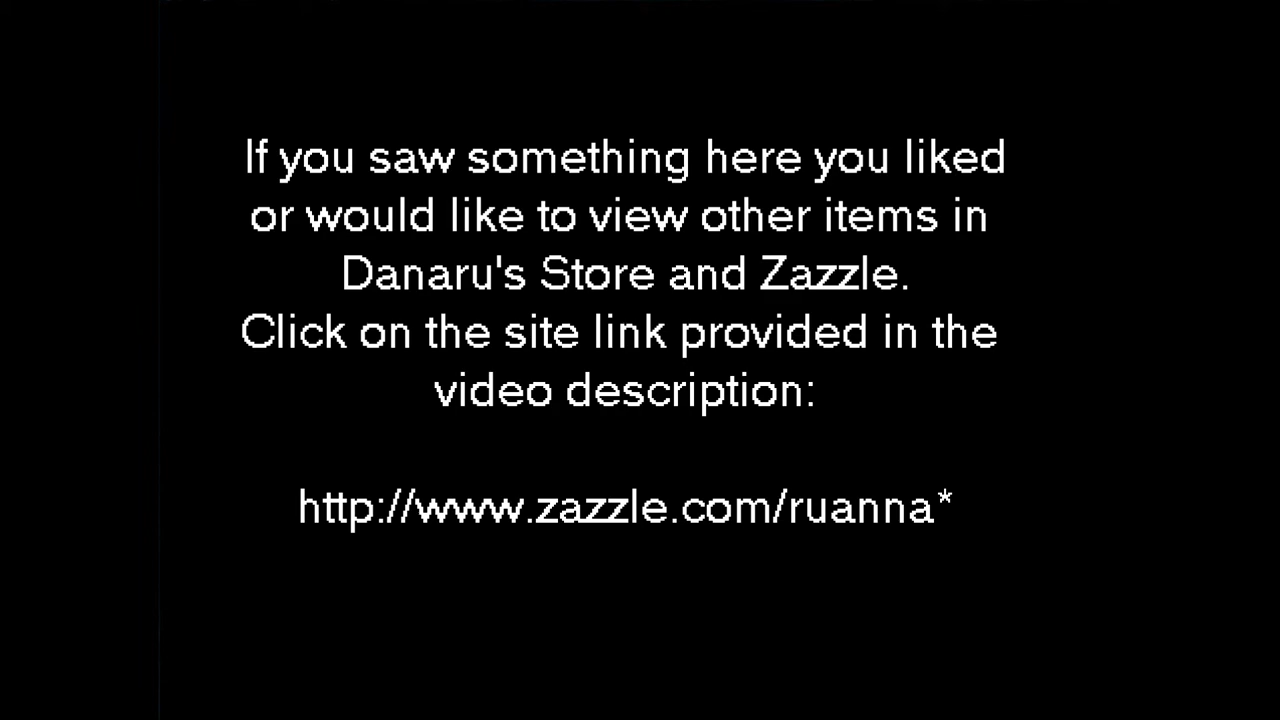 If you saw something here you liked
or would like to view other items in
Danaru's Store and Zazzle.
Click on the site link provided in the
video description:
http://www.zazzle.com/ruanna*